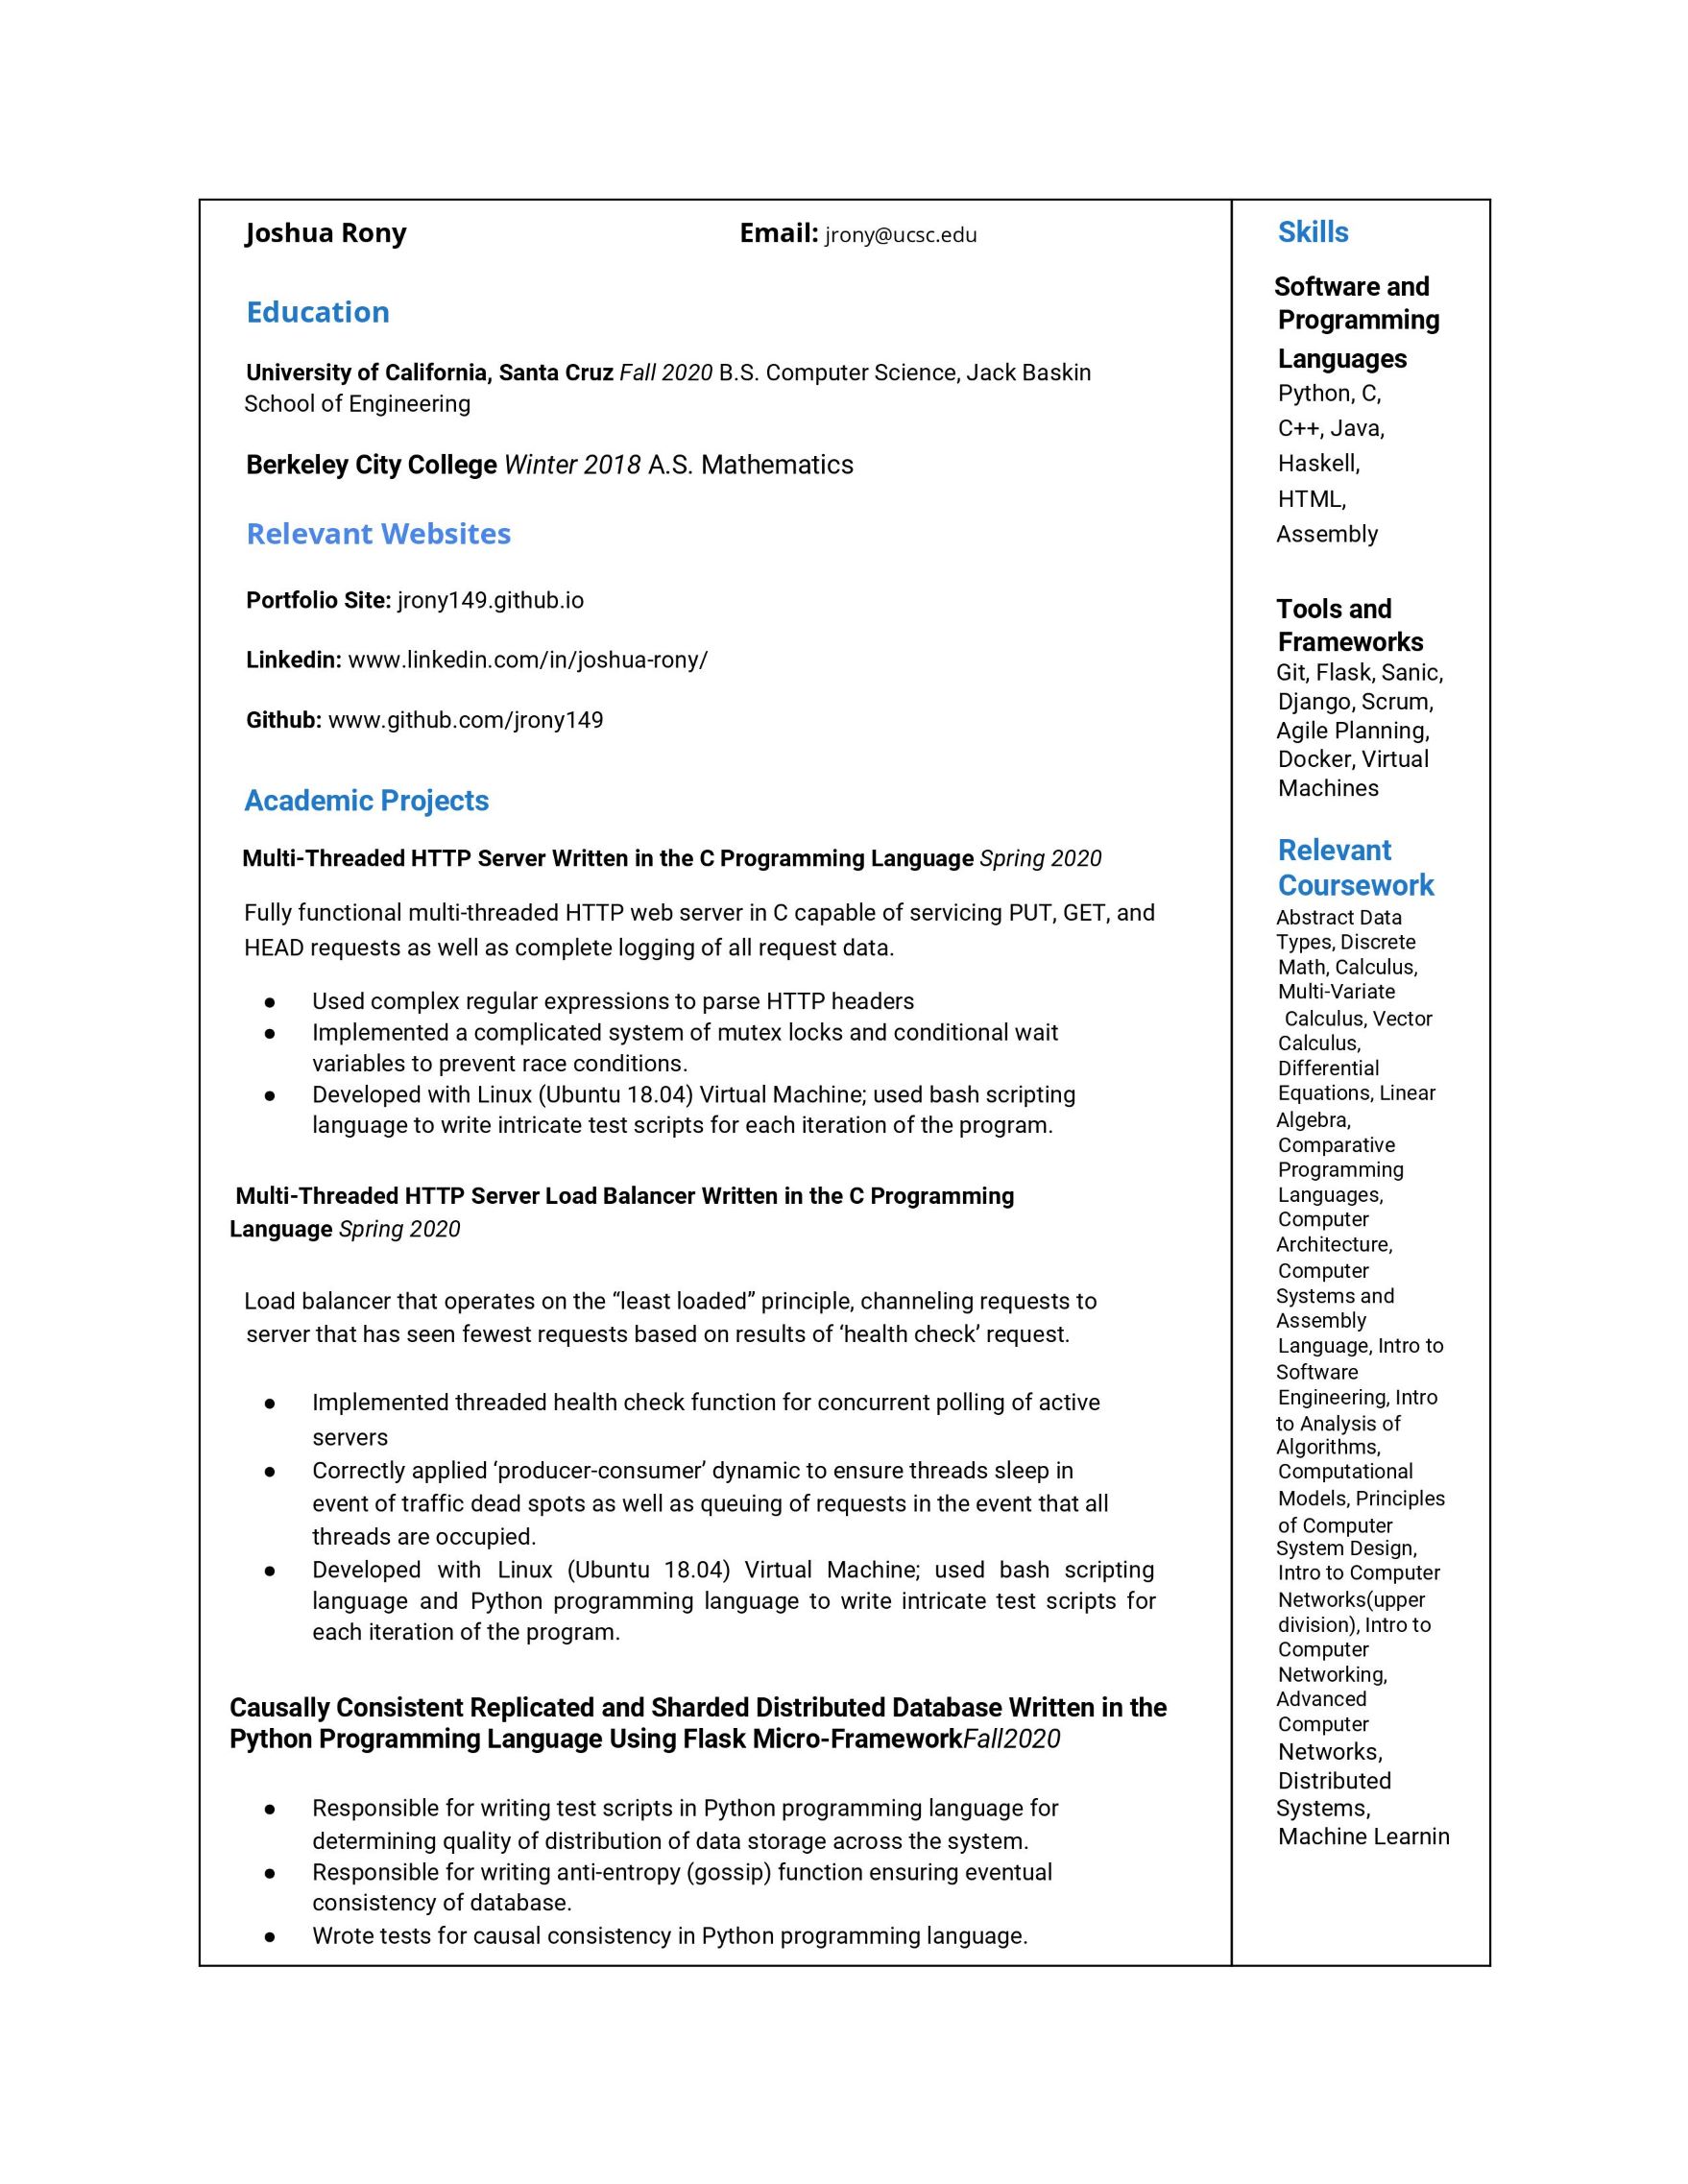 Joshua Rony Email: jrony@ucsc.edu
Education
University of California, Santa Cruz Fall 2020 B.S. Computer Science, Jack Baskin
School of Engineering
Berkeley City College Winter 2018 A.S. Mathematics
Relevant Websites
Portfolio Site: jrony149.github.io
Linkedin: www.linkedin.com/in/joshua-rony/
Github: www.github.com/jrony149
Academic Projects
Multi-Threaded HTTP Server Written in the C Programming Language Spring 2020
Fully functional multi-threaded HTTP web server in C capable of servicing PUT, GET, and
HEAD requests as well as complete logging of all request data.
● Used complex regular expressions to parse HTTP headers
● Implemented a complicated system of mutex locks and conditional wait
variables to prevent race conditions.
● Developed with Linux (Ubuntu 18.04) Virtual Machine; used bash scripting
language to write intricate test scripts for each iteration of the program.
Multi-Threaded HTTP Server Load Balancer Written in the C Programming
Language Spring 2020
Load balancer that operates on the “least loaded” principle, channeling requests to
server that has seen fewest requests based on results of ‘health check’ request.
● Implemented threaded health check function for concurrent polling of active
servers
● Correctly applied ‘producer-consumer’ dynamic to ensure threads sleep in
event of traffic dead spots as well as queuing of requests in the event that all
threads are occupied.
● Developed with Linux (Ubuntu 18.04) Virtual Machine; used bash scripting
language and Python programming language to write intricate test scripts for
each iteration of the program.
Causally Consistent Replicated and Sharded Distributed Database Written in the
Python Programming Language Using Flask Micro-FrameworkFall2020
● Responsible for writing test scripts in Python programming language for
determining quality of distribution of data storage across the system.
● Responsible for writing anti-entropy (gossip) function ensuring eventual
consistency of database.
● Wrote tests for causal consistency in Python programming language.
Skills
Software and
Programming
Languages
Python, C,
C++, Java,
Haskell,
HTML,
Assembly
Tools and
Frameworks
Git, Flask, Sanic,
Django, Scrum,
Agile Planning,
Docker, Virtual
Machines
Relevant
Coursework
Abstract Data
Types, Discrete
Math, Calculus,
Multi-Variate
Calculus, Vector
Calculus,
Differential
Equations, Linear
Algebra,
Comparative
Programming
Languages,
Computer
Architecture,
Computer
Systems and
Assembly
Language, Intro to
Software
Engineering, Intro
to Analysis of
Algorithms,
Computational
Models, Principles
of Computer
System Design,
Intro to Computer
Networks(upper
division), Intro to
Computer
Networking,
Advanced
Computer
Networks,
Distributed
Systems,
Machine Learnin